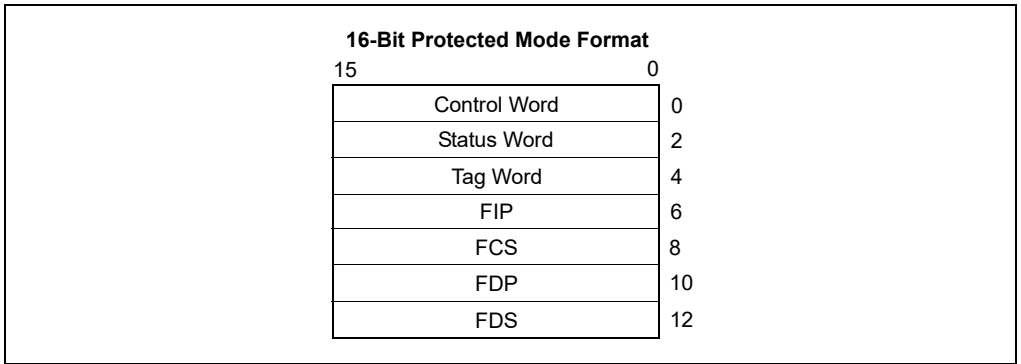 16-Bit Protected Mode Format
15 0
Control Word 0
Status Word 2
Tag Word 4
FIP 6
FCS 8
FDP 10
FDS 12